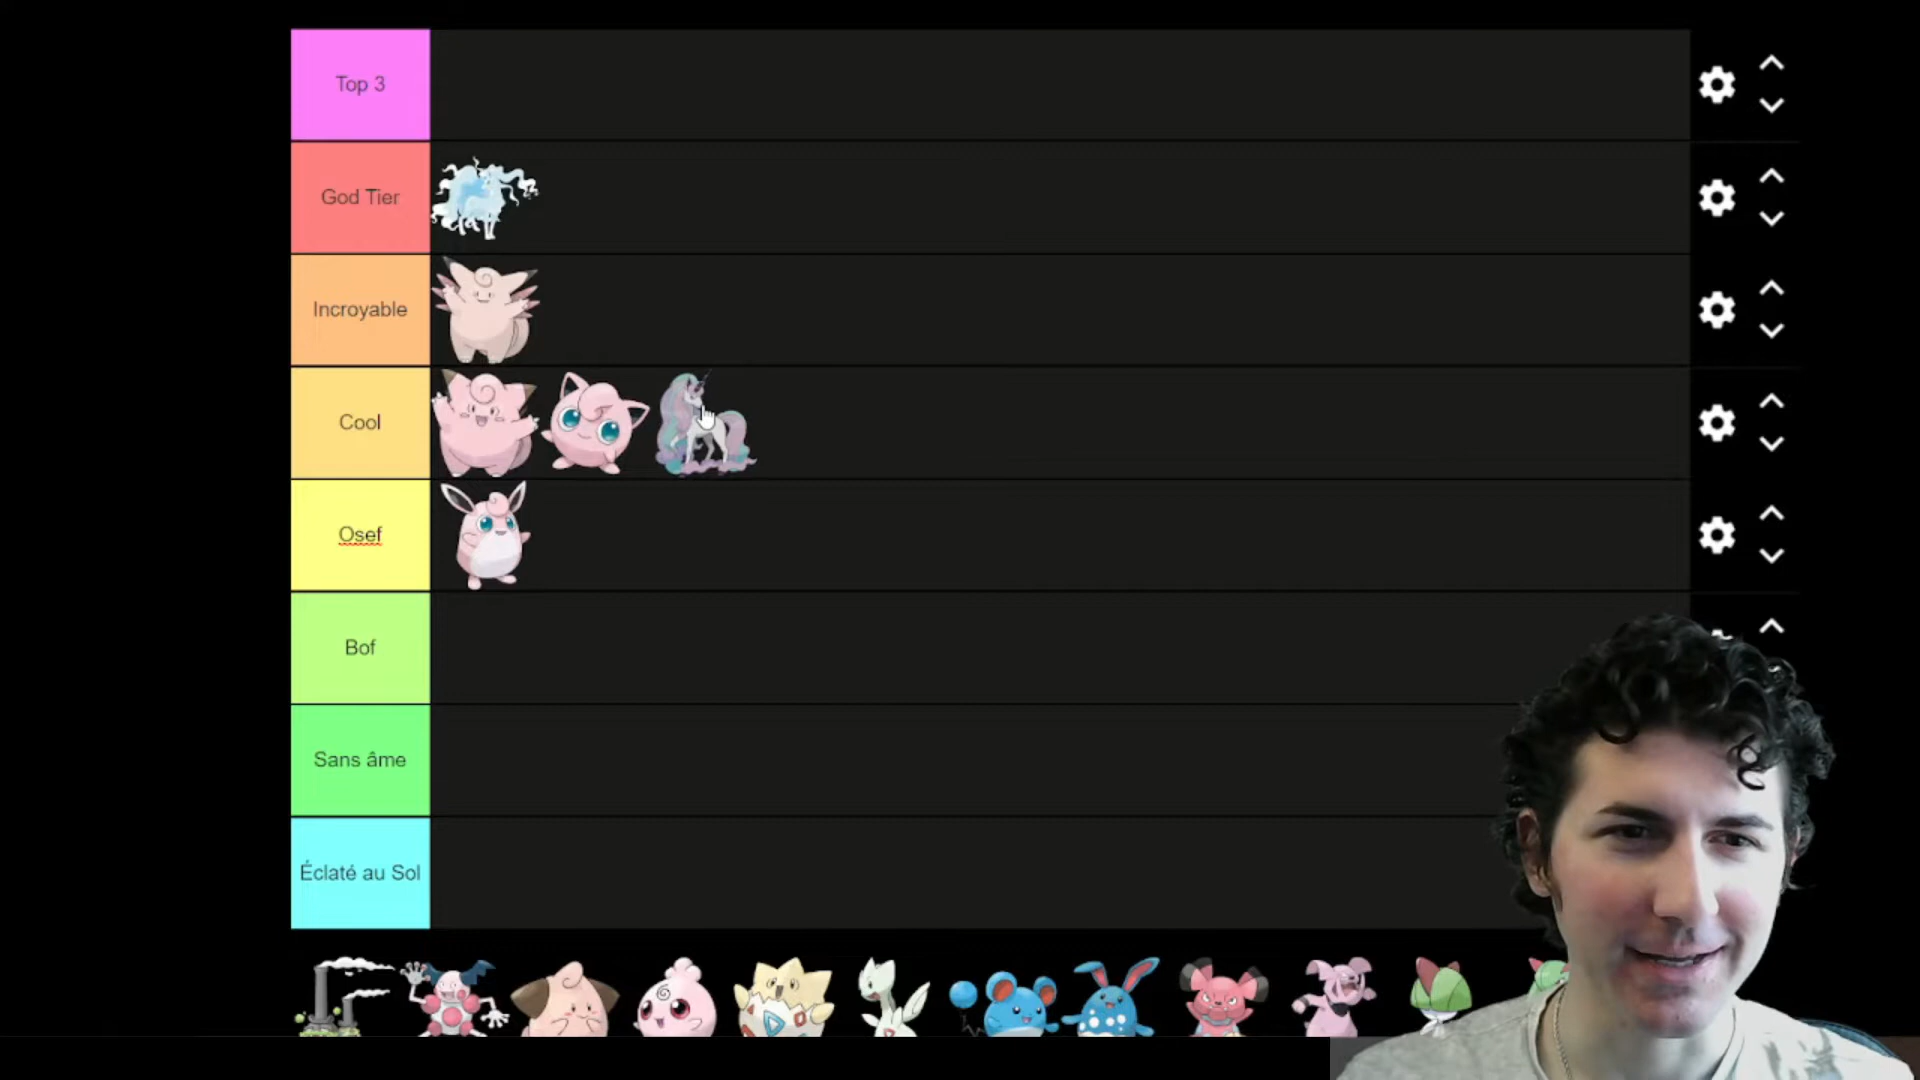 Top 3
God Tier
Incroyable
Cool
Osef
Bof
Sans âme
Éclaté au Sol